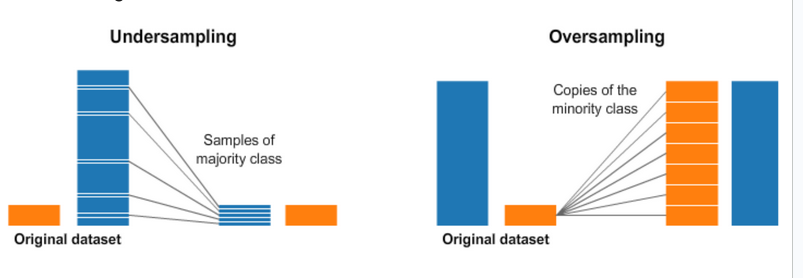 Undersampling
Oversampling
Samples of
majority class
Copies of the
minority class
Original dataset
Original dataset